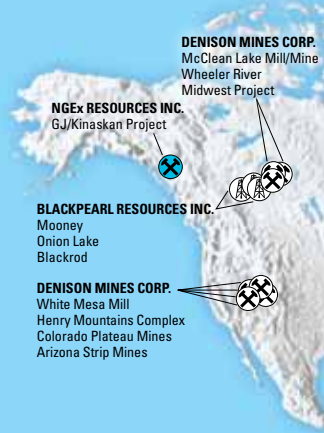 DENISON MINES CORP.
McClean Lake Mill/Mine
Wheeler River
Midwest Project
NGEx RESOURCES INC.
GJ/Kinaskan Project
BLACKPEARL RESOURCES INC.
Mooney
Onion Lake
Blackrod
DENISON MINES CORP.
White Mesa Mill
Henry Mountains Complex
Colorado Plateau Mines
Arizona Strip Mines